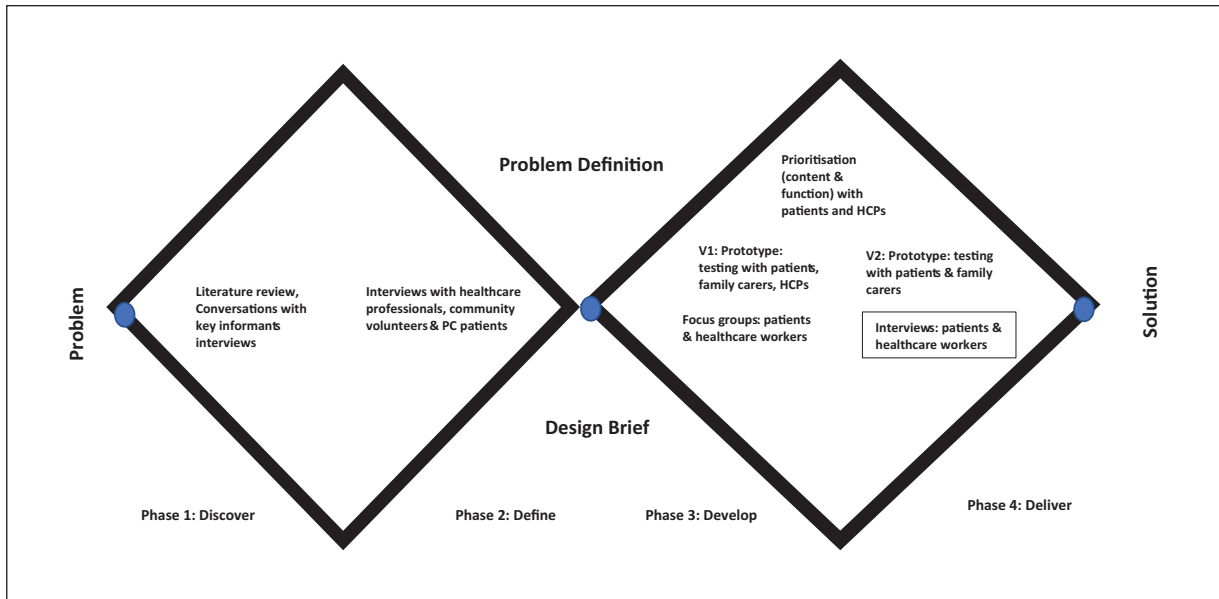 Problem
Literature review,
Conversations with
key informants
interviews
Interviews with healthcare
professionals, community
volunteers & PC patients
Problem Definition
Design Brief
Prioritisation
(content &
function) with
patients and HCPs
V1: Prototype:
testing with patients,
family carers, HCPs
Focus groups: patients
& healthcare workers
V2: Prototype: testing
with patients & family
carers
Interviews: patients &
healthcare workers
Solution
Phase 1: Discover
Phase 2: Define
Phase 3: Develop
Phase 4: Deliver